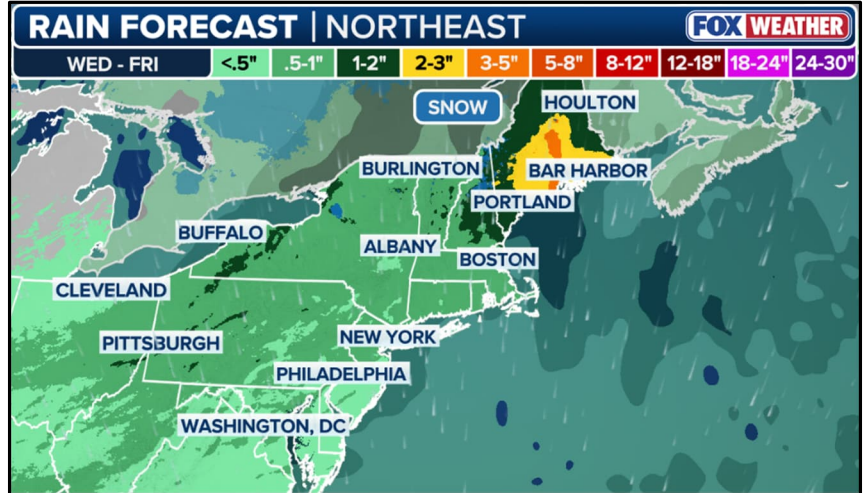 RAIN FORECAST | NORTHEAST
FOX WEATHER
WED - FRI
<.5" .5-1" 1-2" 2-3" 3-5" 5-8" 8-12" 12-18" 18-24" 24-30"
SNOW
HOULTON
BURLINGTON
BAR HARBOR
PORTLAND
BUFFALO
ALBANY
BOSTON
CLEVELAND
PITTSBURGH
NEW YORK
PHILADELPHIA
WASHINGTON, DC